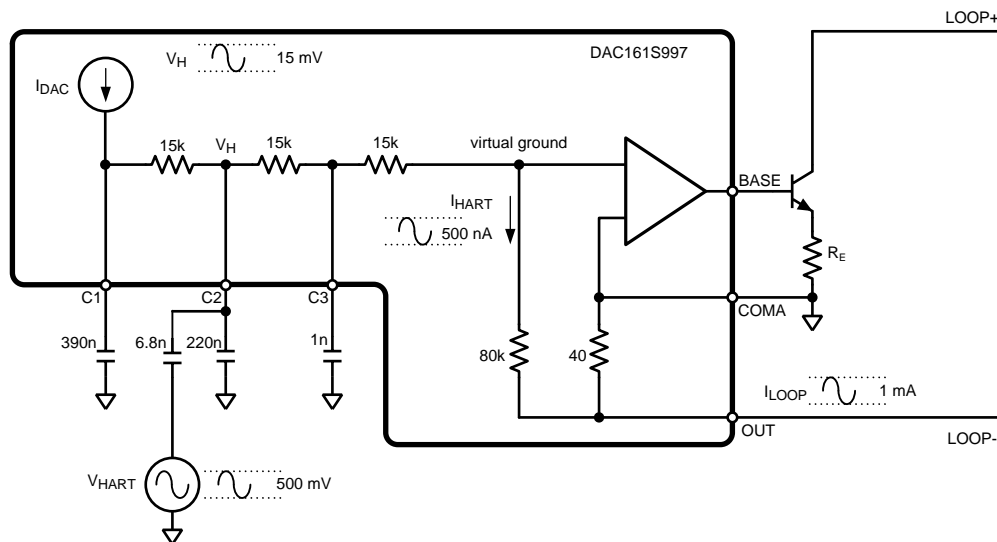 LOOP+
DAC161S997
V_H 15 mV
I_DAC
15k
V_H
15k
15k
virtual ground
BASE
I_HART
500 nA
R_E
C1
C2
C3
COMA
390n
6.8n
220n
1n
80k
40
I_LOOP
1 mA
OUT
LOOP-
V_HART
500 mV